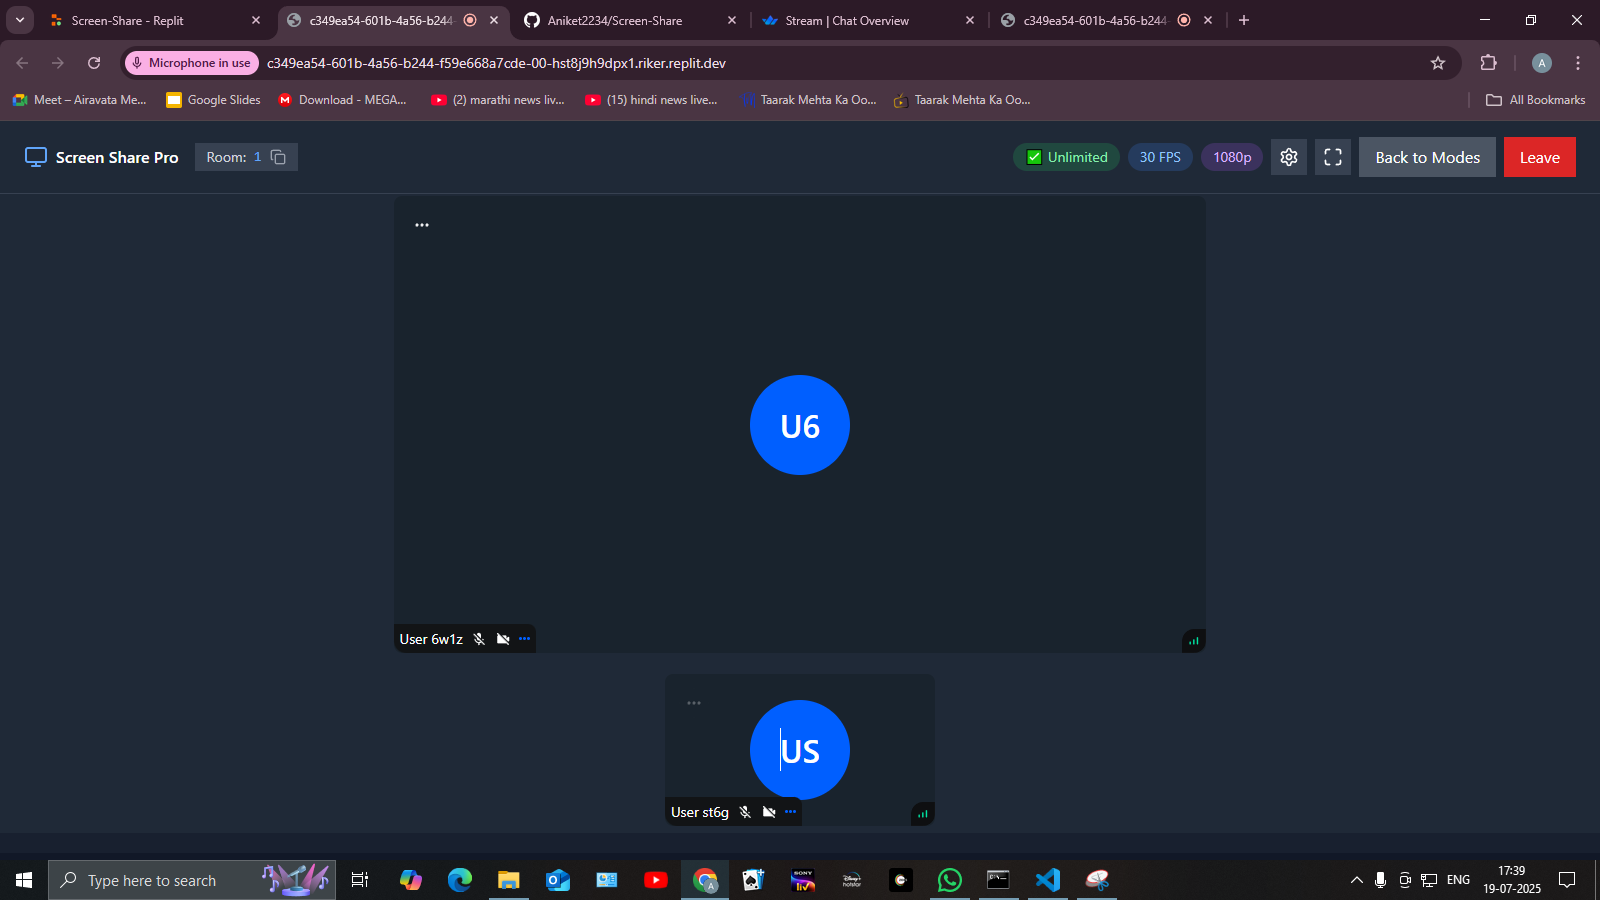 Screen-Share - Replit
c349ea54-601b-4a56-b244-
Aniket2234/Screen-Share
Stream | Chat Overview
c349ea54-601b-4a56-b244-
Microphone in use
c349ea54-601b-4a56-b244-f59e668a7cde-00-hst8j9h9dpx1.riker.replit.dev
A
Meet – Airavata Me...
Google Slides
Download - MEGA...
(2) marathi news liv...
(15) hindi news live...
Taarak Mehta Ka Oo...
Taarak Mehta Ka Oo...
All Bookmarks
Screen Share Pro
Room: 1
Unlimited
30 FPS
1080p
Back to Modes
Leave
U6
User 6w1z
US
User st6g
Type here to search
A
SONY
liv
Disney+
hotstar
ENG
17:39
19-07-2025